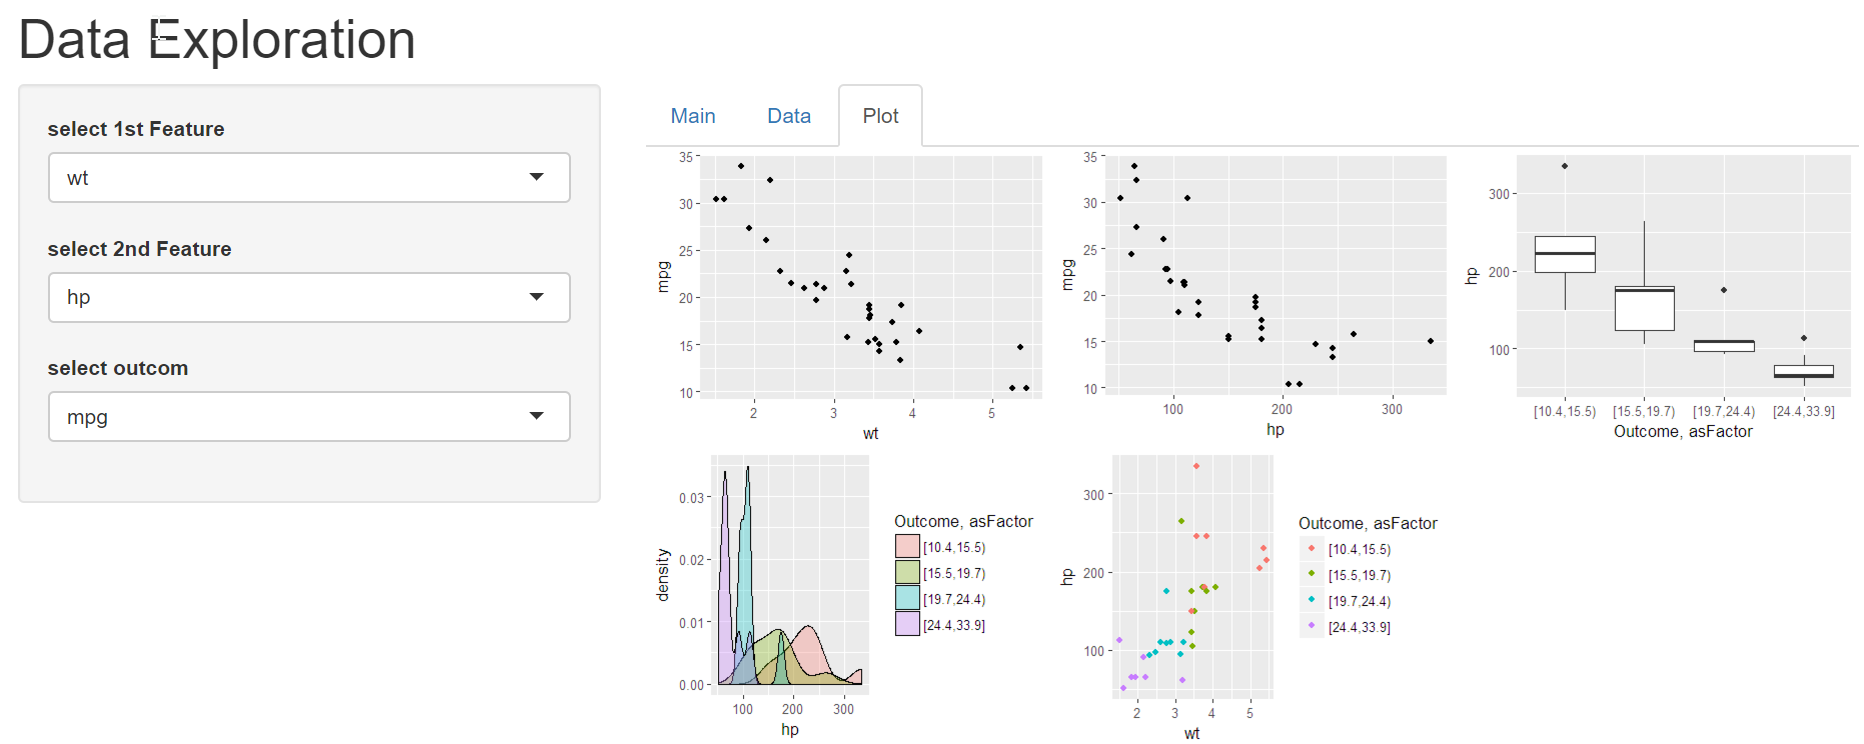 Data Exploration
select 1st Feature
wt
select 2nd Feature
hp
select outcom
mpg
Main Data Plot
35
30
25
20
15
10
mpg
2 3 4 5
wt
35
30
25
20
15
10
mpg
100 200 300
hp
300
200
100
hp
[10.4,15.5) [15.5,19.7) [19.7,24.4) [24.4,33.9]
Outcome, asFactor
0.03
0.02
0.01
0.00
density
100 200 300
hp
Outcome, asFactor
[10.4,15.5)
[15.5,19.7)
[19.7,24.4)
[24.4,33.9]
300
200
100
hp
2 3 4 5
wt
Outcome, asFactor
[10.4,15.5)
[15.5,19.7)
[19.7,24.4)
[24.4,33.9]